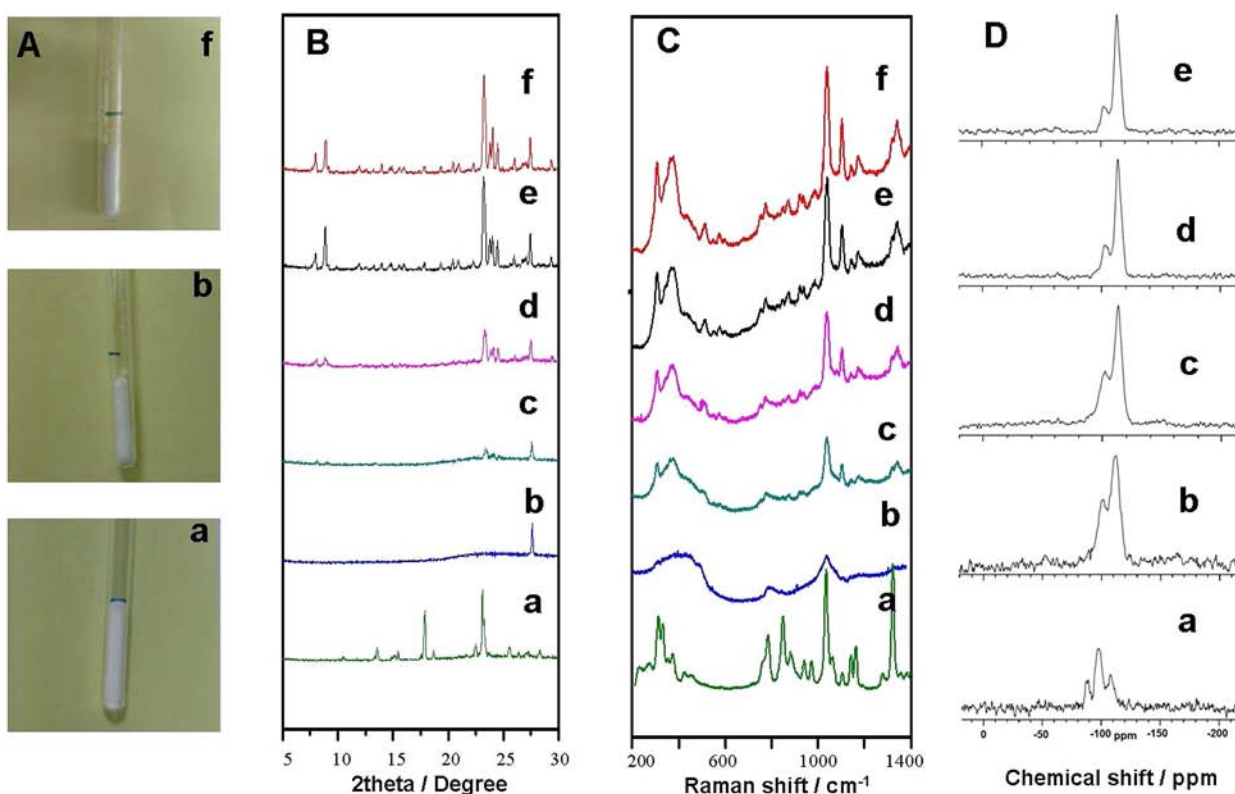 A
f
b
a
B
f
e
d
c
b
a
5 10 15 20 25 30
2theta / Degree
C
f
e
d
c
b
a
200 600 1000 1400
Raman shift / cm⁻¹
D
e
d
c
b
a
0 -50 -100 ppm -150 -200
Chemical shift / ppm